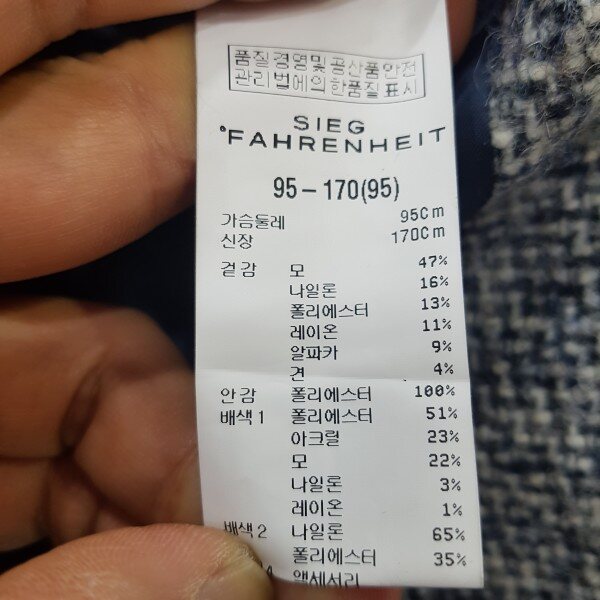 품질경영및 공산품안전
관리법에의한품질표시
SIEG
°FAHRENHEIT
95-170(95)
가슴둘레 95Cm
신장 170Cm
겉감 모 47%
나일론 16%
폴리에스터 13%
레이온 11%
알파카 9%
견 4%
안감 폴리에스터 100%
배색1 폴리에스터 51%
아크릴 23%
모 22%
나일론 3%
레이온 1%
배색2 나일론 65%
폴리에스터 35%
액세서리